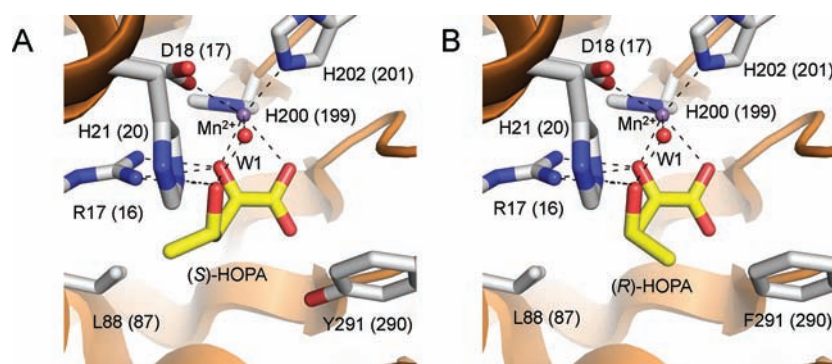 A
D18 (17)
H202 (201)
H21 (20)
Mn²⁺
H200 (199)
W1
R17 (16)
(S)-HOPA
L88 (87)
Y291 (290)
B
D18 (17)
H202 (201)
H21 (20)
Mn²⁺
H200 (199)
W1
R17 (16)
(R)-HOPA
L88 (87)
F291 (290)